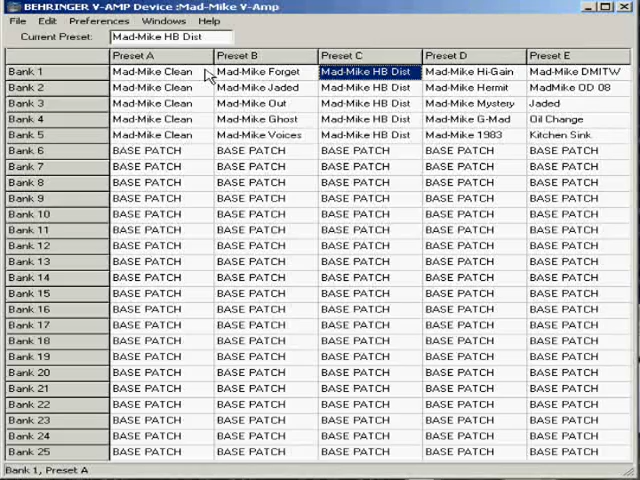 BEHRINGER V-AMP Device :Mad-Mike V-Amp
File Edit Preferences Windows Help
Current Preset: Mad-Mike HB Dist
Preset A Preset B Preset C Preset D Preset E
Bank 1 Mad-Mike Clean Mad-Mike Forget Mad-Mike HB Dist Mad-Mike Hi-Gain Mad-Mike DMITW
Bank 2 Mad-Mike Clean Mad-Mike Jaded Mad-Mike HB Dist Mad-Mike Hermit MadMike OD 08
Bank 3 Mad-Mike Clean Mad-Mike Out Mad-Mike HB Dist Mad-Mike Mystery Jaded
Bank 4 Mad-Mike Clean Mad-Mike Ghost Mad-Mike HB Dist Mad-Mike G-Mad Oil Change
Bank 5 Mad-Mike Clean Mad-Mike Voices Mad-Mike HB Dist Mad-Mike 1983 Kitchen Sink
Bank 6 BASE PATCH BASE PATCH BASE PATCH BASE PATCH BASE PATCH
Bank 7 BASE PATCH BASE PATCH BASE PATCH BASE PATCH BASE PATCH
Bank 8 BASE PATCH BASE PATCH BASE PATCH BASE PATCH BASE PATCH
Bank 9 BASE PATCH BASE PATCH BASE PATCH BASE PATCH BASE PATCH
Bank 10 BASE PATCH BASE PATCH BASE PATCH BASE PATCH BASE PATCH
Bank 11 BASE PATCH BASE PATCH BASE PATCH BASE PATCH BASE PATCH
Bank 12 BASE PATCH BASE PATCH BASE PATCH BASE PATCH BASE PATCH
Bank 13 BASE PATCH BASE PATCH BASE PATCH BASE PATCH BASE PATCH
Bank 14 BASE PATCH BASE PATCH BASE PATCH BASE PATCH BASE PATCH
Bank 15 BASE PATCH BASE PATCH BASE PATCH BASE PATCH BASE PATCH
Bank 16 BASE PATCH BASE PATCH BASE PATCH BASE PATCH BASE PATCH
Bank 17 BASE PATCH BASE PATCH BASE PATCH BASE PATCH BASE PATCH
Bank 18 BASE PATCH BASE PATCH BASE PATCH BASE PATCH BASE PATCH
Bank 19 BASE PATCH BASE PATCH BASE PATCH BASE PATCH BASE PATCH
Bank 20 BASE PATCH BASE PATCH BASE PATCH BASE PATCH BASE PATCH
Bank 21 BASE PATCH BASE PATCH BASE PATCH BASE PATCH BASE PATCH
Bank 22 BASE PATCH BASE PATCH BASE PATCH BASE PATCH BASE PATCH
Bank 23 BASE PATCH BASE PATCH BASE PATCH BASE PATCH BASE PATCH
Bank 24 BASE PATCH BASE PATCH BASE PATCH BASE PATCH BASE PATCH
Bank 25 BASE PATCH BASE PATCH BASE PATCH BASE PATCH BASE PATCH
Bank 1, Preset A